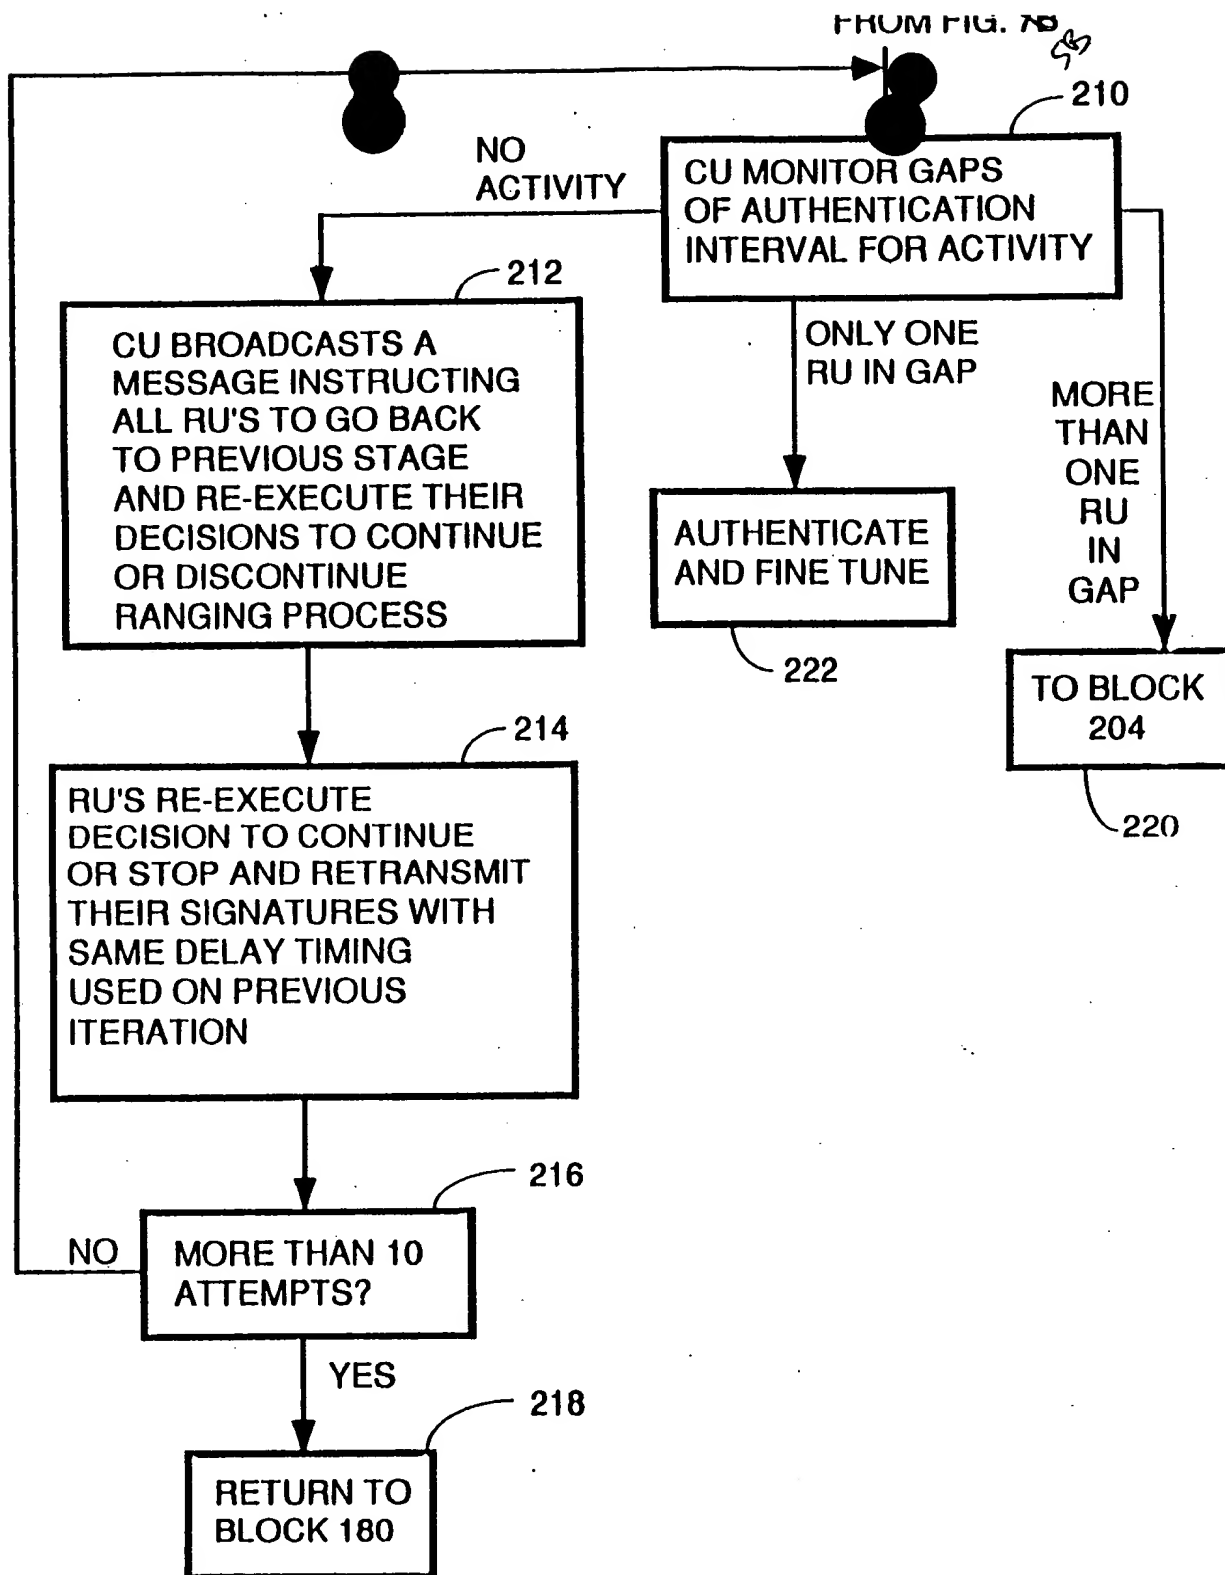 FROM FIG. 7B
210
NO
ACTIVITY
CU MONITOR GAPS
OF AUTHENTICATION
INTERVAL FOR ACTIVITY
212
CU BROADCASTS A
MESSAGE INSTRUCTING
ALL RU'S TO GO BACK
TO PREVIOUS STAGE
AND RE-EXECUTE THEIR
DECISIONS TO CONTINUE
OR DISCONTINUE
RANGING PROCESS
ONLY ONE
RU IN GAP
MORE
THAN
ONE
RU
IN
GAP
AUTHENTICATE
AND FINE TUNE
222
TO BLOCK
204
220
214
RU'S RE-EXECUTE
DECISION TO CONTINUE
OR STOP AND RETRANSMIT
THEIR SIGNATURES WITH
SAME DELAY TIMING
USED ON PREVIOUS
ITERATION
216
NO
MORE THAN 10
ATTEMPTS?
YES
218
RETURN TO
BLOCK 180